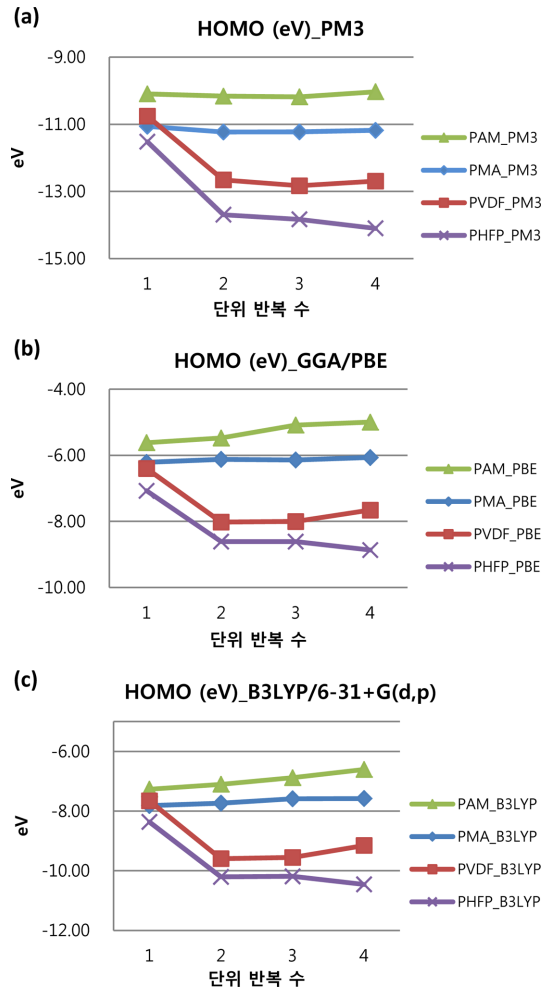 (a)
HOMO (eV)_PM3
-9.00
-11.00
-13.00
-15.00
eV
1 2 3 4
단위 반복 수
PAM_PM3
PMA_PM3
PVDF_PM3
PHFP_PM3
(b)
HOMO (eV)_GGA/PBE
-4.00
-6.00
-8.00
-10.00
eV
1 2 3 4
단위 반복 수
PAM_PBE
PMA_PBE
PVDF_PBE
PHFP_PBE
(c)
HOMO (eV)_B3LYP/6-31+G(d,p)
-6.00
-8.00
-10.00
-12.00
eV
1 2 3 4
단위 반복 수
PAM_B3LYP
PMA_B3LYP
PVDF_B3LYP
PHFP_B3LYP